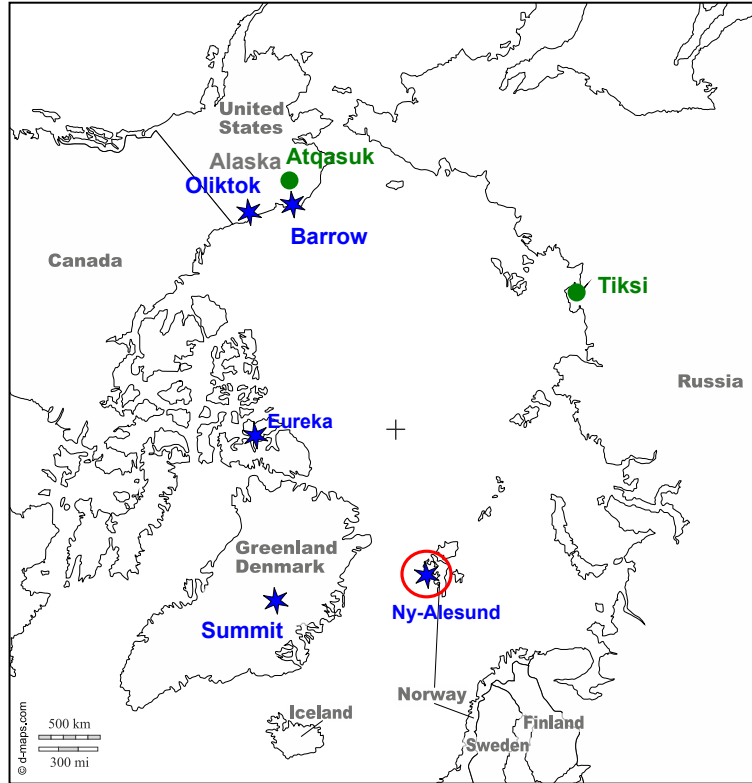 United
States
Alaska
Atqasuk
Oliktok
Barrow
Canada
Tiksi
Russia
Eureka
Greenland
Denmark
Summit
Ny-Alesund
Norway
Iceland
Finland
Sweden
500 km
300 mi
© d-maps.com